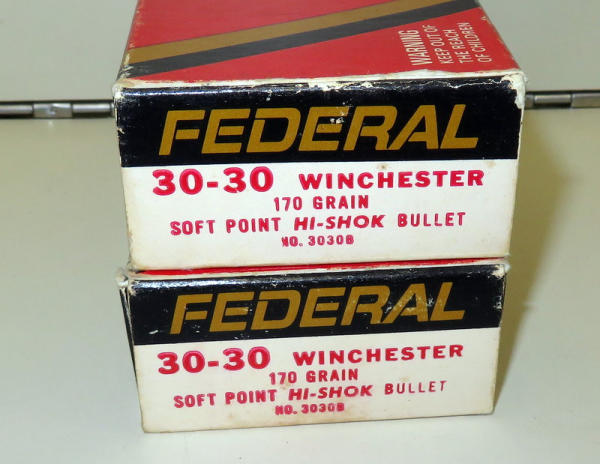 WARNING
KEEP OUT OF
THE REACH
OF CHILDREN
FEDERAL
30-30 WINCHESTER
170 GRAIN
SOFT POINT HI-SHOK BULLET
NO. 3030B
FEDERAL
30-30 WINCHESTER
170 GRAIN
SOFT POINT HI-SHOK BULLET
NO. 3030B